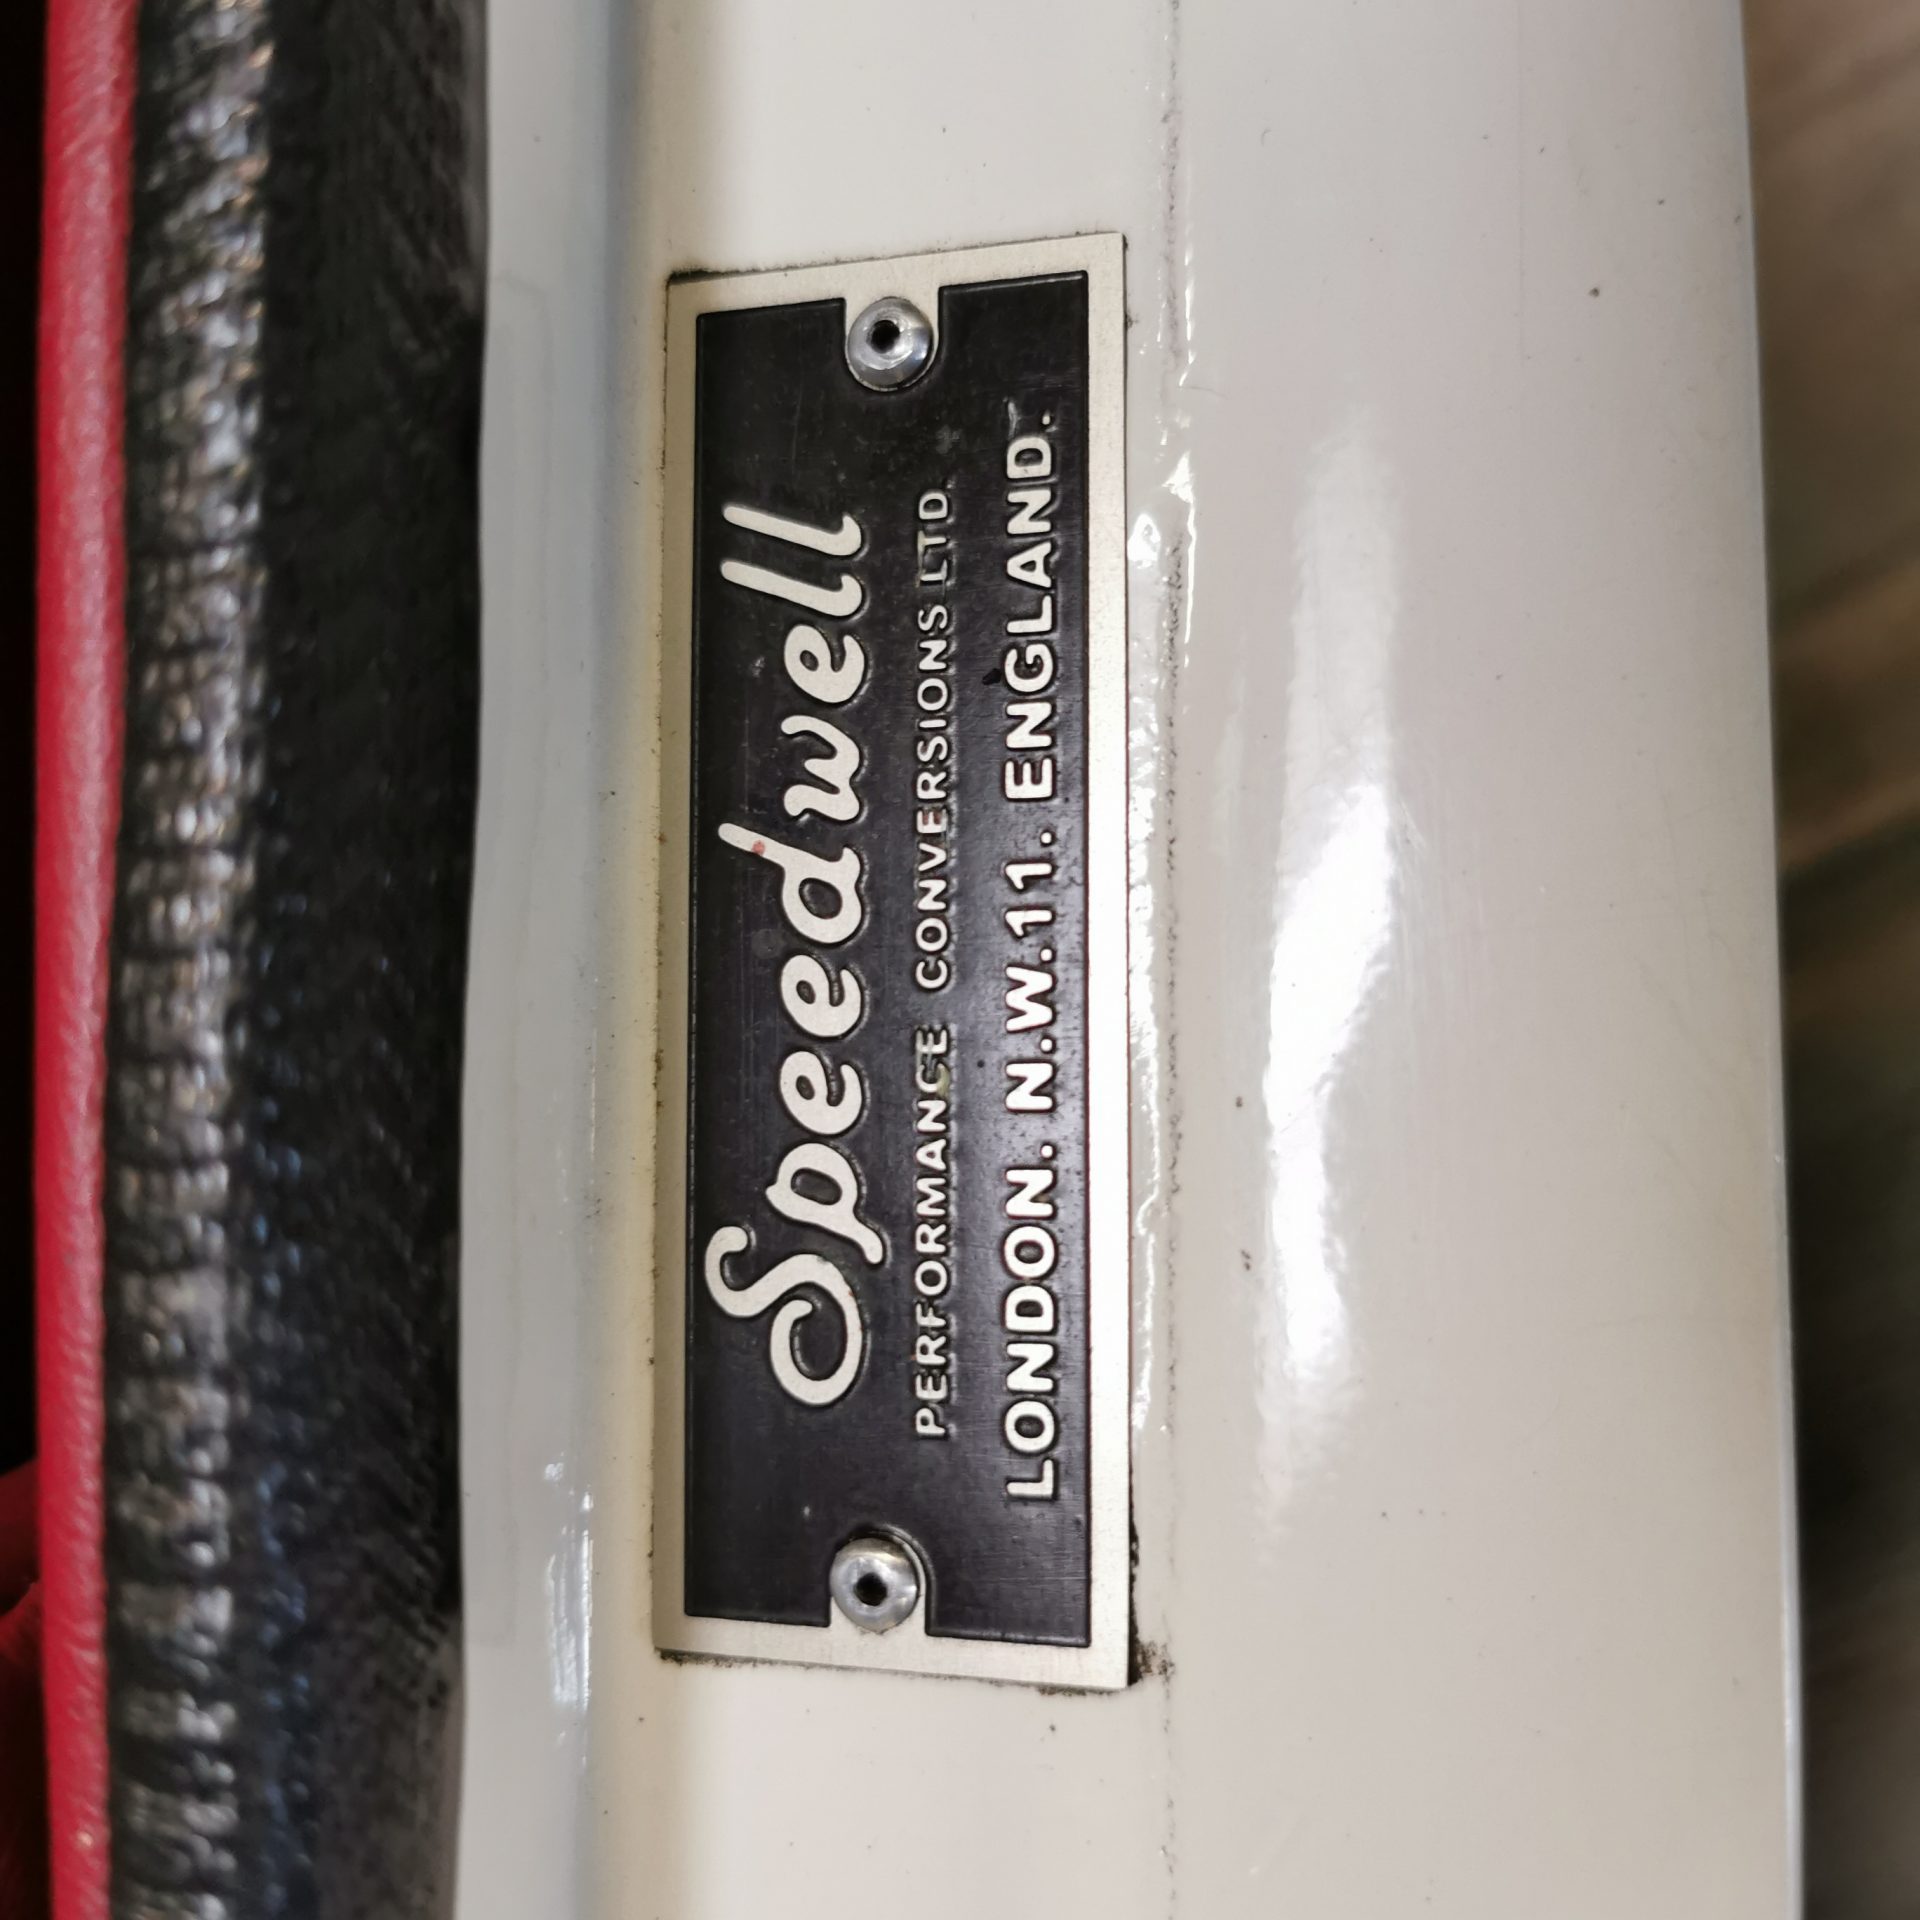 Speedwell
PERFORMANCE CONVERSIONS LTD
LONDON. N.W.11. ENGLAND.